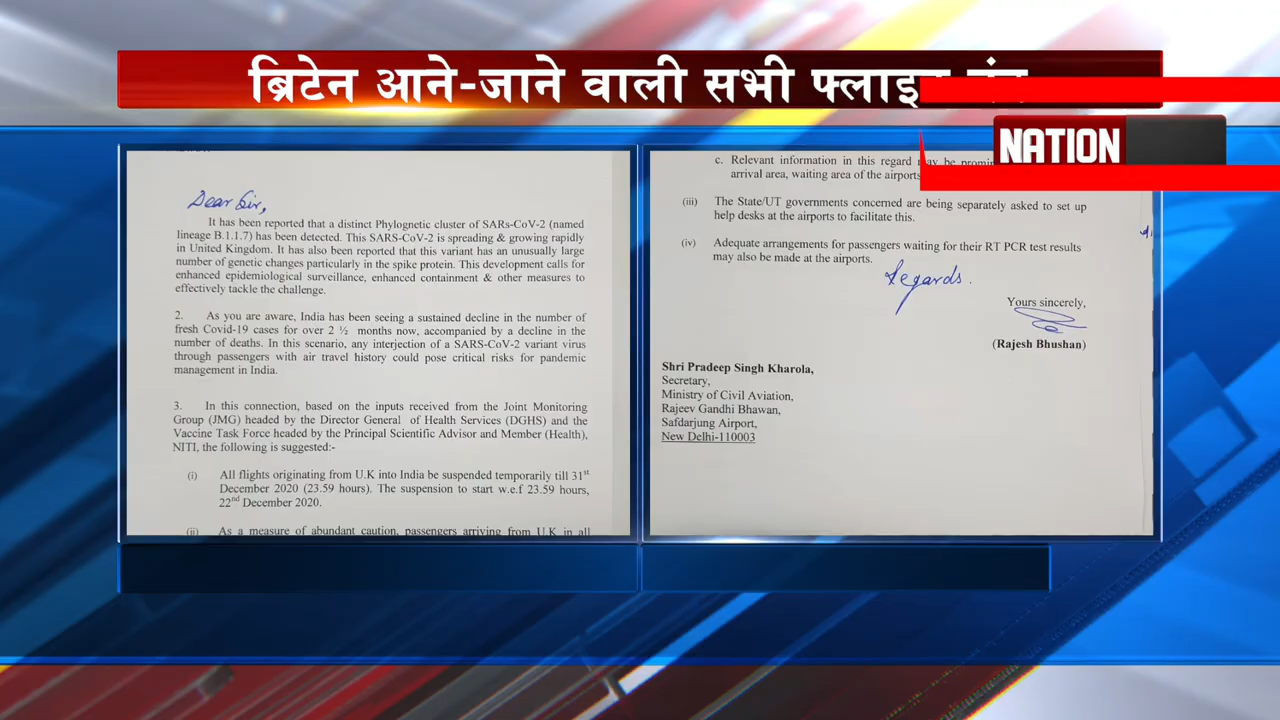 ब्रिटेन आने-जाने वाली सभी
NATION
Dear Sir,
It has been reported that a distinct Phylognetic cluster of SARs-CoV-2 (named
lineage B.1.1.7) has been detected. This SARS-CoV-2 is spreading & growing rapidly
in United Kingdom. It has also been reported that this variant has an unusually large
number of genetic changes particularly in the spike protein. This development calls for
enhanced epidemiological surveillance, enhanced containment & other measures to
effectively tackle the challenge.
2. As you are aware, India has been seeing a sustained decline in the number of
fresh Covid-19 cases for over 2 ½ months now, accompanied by a decline in the
number of deaths. In this scenario, any interjection of a SARS-CoV-2 variant virus
through passengers with air travel history could pose critical risks for pandemic
management in India.
3. In this connection, based on the inputs received from the Joint Monitoring
Group (JMG) headed by the Director General of Health Services (DGHS) and the
Vaccine Task Force headed by the Principal Scientific Advisor and Member (Health),
NITI, the following is suggested:-
(i) All flights originating from U.K into India be suspended temporarily till 31st
December 2020 (23.59 hours). The suspension to start w.e.f 23.59 hours,
22nd December 2020.
(ii) As a measure of abundant caution, passengers arriving from U.K in all
c. Relevant information in this regard may be
arrival area, waiting area of the airports
(iii) The State/UT governments concerned are being separately asked to set up
help desks at the airports to facilitate this.
(iv) Adequate arrangements for passengers waiting for their RT PCR test results
may also be made at the airports.
Regards.
Yours sincerely,
(Rajesh Bhushan)
Shri Pradeep Singh Kharola,
Secretary,
Ministry of Civil Aviation,
Rajeev Gandhi Bhawan,
Safdarjung Airport,
New Delhi-110003